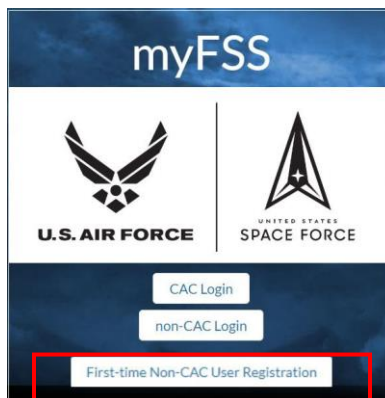 myFSS
U.S. AIR FORCE
UNITED STATES
SPACE FORCE
CAC Login
non-CAC Login
First-time Non-CAC User Registration